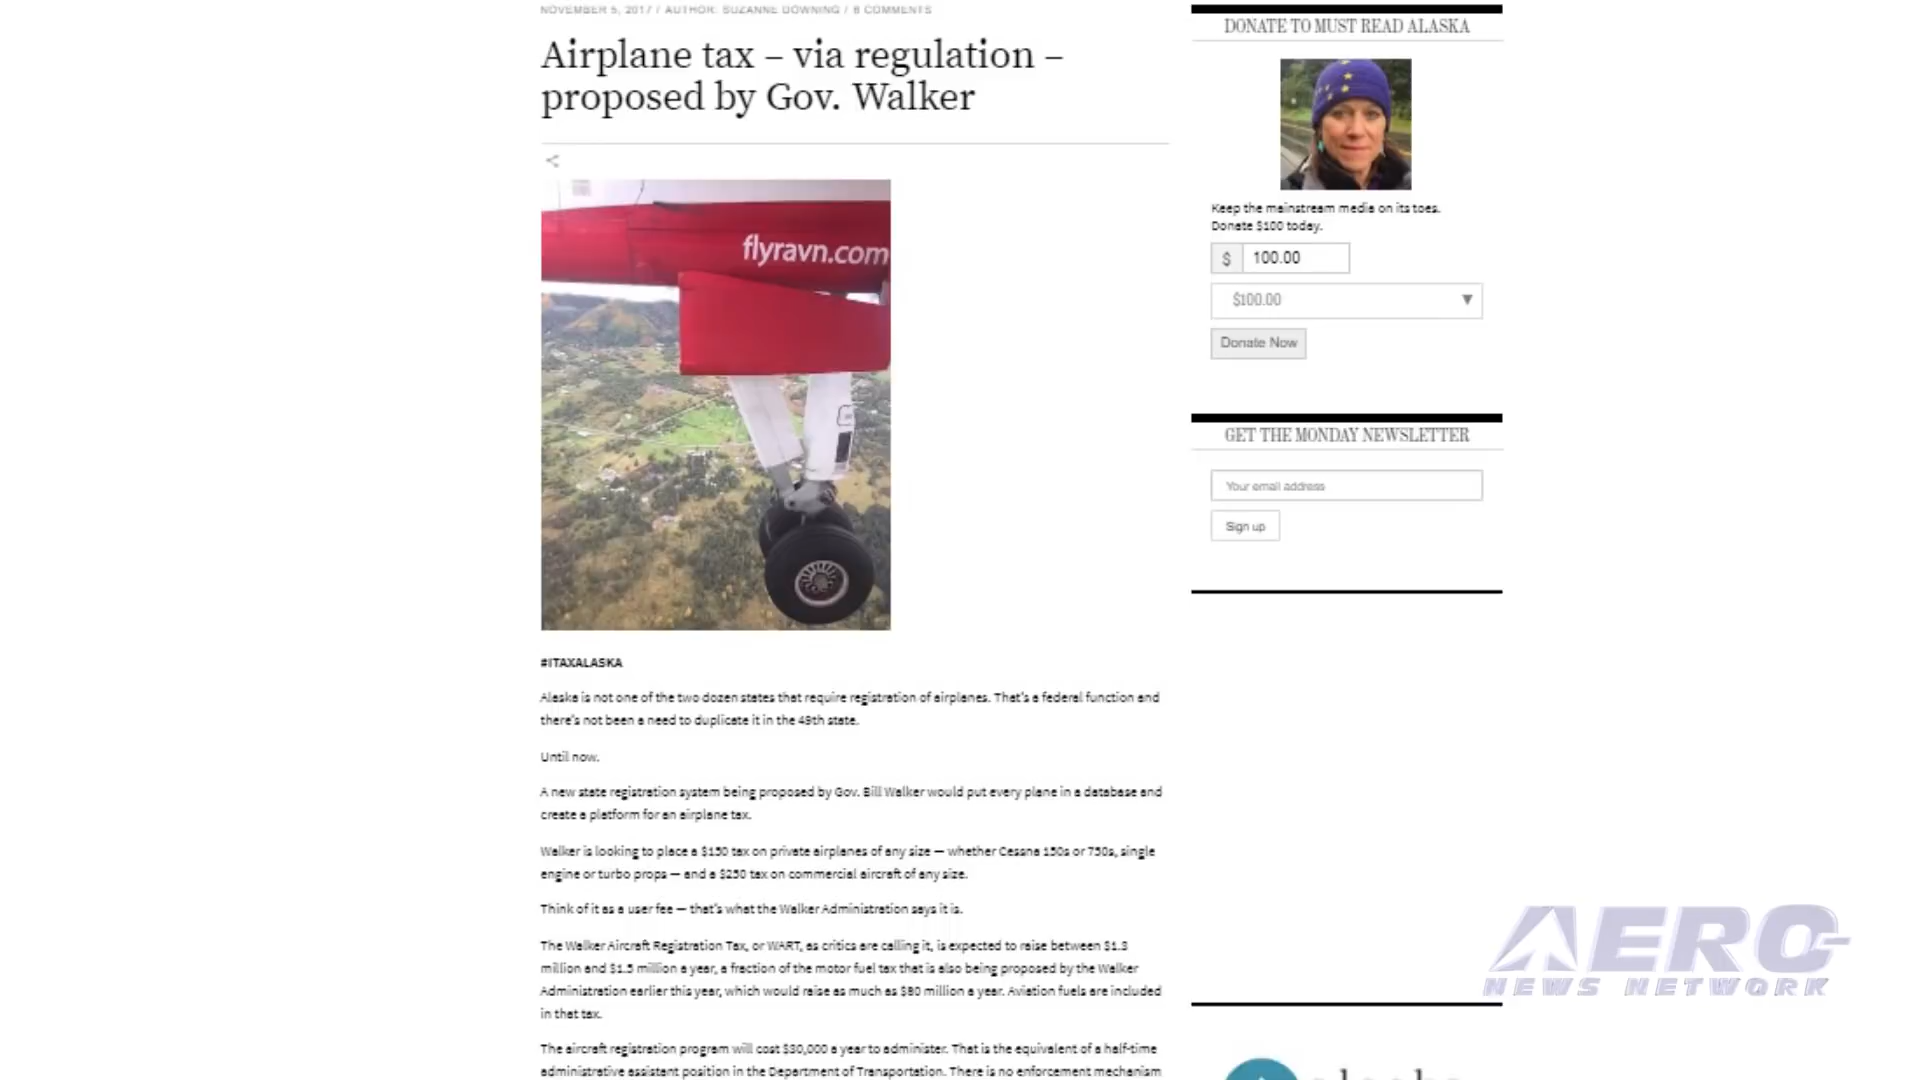 NOVEMBER 5, 2017 / AUTHOR: SUZANNE DOWNING / 8 COMMENTS
Airplane tax – via regulation –
proposed by Gov. Walker
flyravn.com
#ITAXALASKA
Alaska is not one of the two dozen states that require registration of airplanes. That's a federal function and
there's not been a need to duplicate it in the 49th state.
Until now.
A new state registration system being proposed by Gov. Bill Walker would put every plane in a database and
create a platform for an airplane tax.
Walker is looking to place a $150 tax on private airplanes of any size — whether Cessna 150s or 750s, single
engine or turbo props — and a $250 tax on commercial aircraft of any size.
Think of it as a user fee — that's what the Walker Administration says it is.
The Walker Aircraft Registration Tax, or WART, as critics are calling it, is expected to raise between $1.3
million and $1.5 million a year, a fraction of the motor fuel tax that is also being proposed by the Walker
Administration earlier this year, which would raise as much as $80 million a year. Aviation fuels are included
in that tax.
The aircraft registration program will cost $30,000 a year to administer. That is the equivalent of a half-time
administrative assistant position in the Department of Transportation. There is no enforcement mechanism
DONATE TO MUST READ ALASKA
Keep the mainstream media on its toes.
Donate $100 today.
$ 100.00
$100.00 ▼
Donate Now
GET THE MONDAY NEWSLETTER
Your email address
Sign up
AERO-
NEWS NETWORK